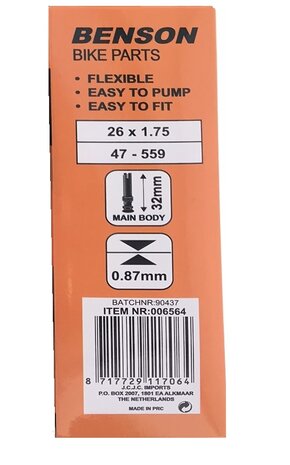 BENSON
BIKE PARTS
• FLEXIBLE
• EASY TO PUMP
• EASY TO FIT
26 x 1.75
47 - 559
32mm
MAIN BODY
0.87mm
BATCHNR:90437
ITEM NR:006564
8 717729 117064
J.C.J.C. IMPORTS
P.O. BOX 2007, 1801 EA ALKMAAR
THE NETHERLANDS
MADE IN PRC